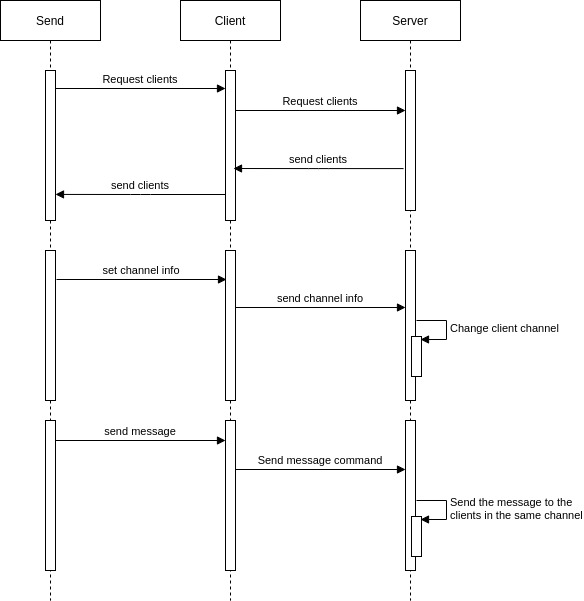 Send
Client
Server
Request clients
Request clients
send clients
send clients
set channel info
send channel info
Change client channel
send message
Send message command
Send the message to the
clients in the same channel